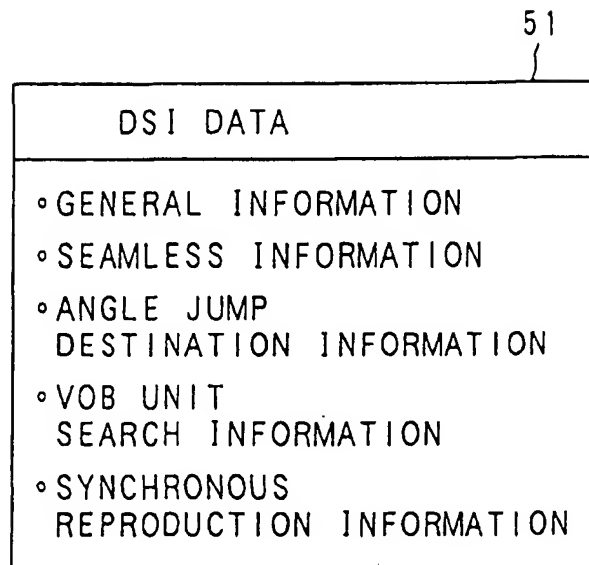 51
DSI DATA
∘GENERAL INFORMATION
∘SEAMLESS INFORMATION
∘ANGLE JUMP
DESTINATION INFORMATION
∘VOB UNIT
SEARCH INFORMATION
∘SYNCHRONOUS
REPRODUCTION INFORMATION